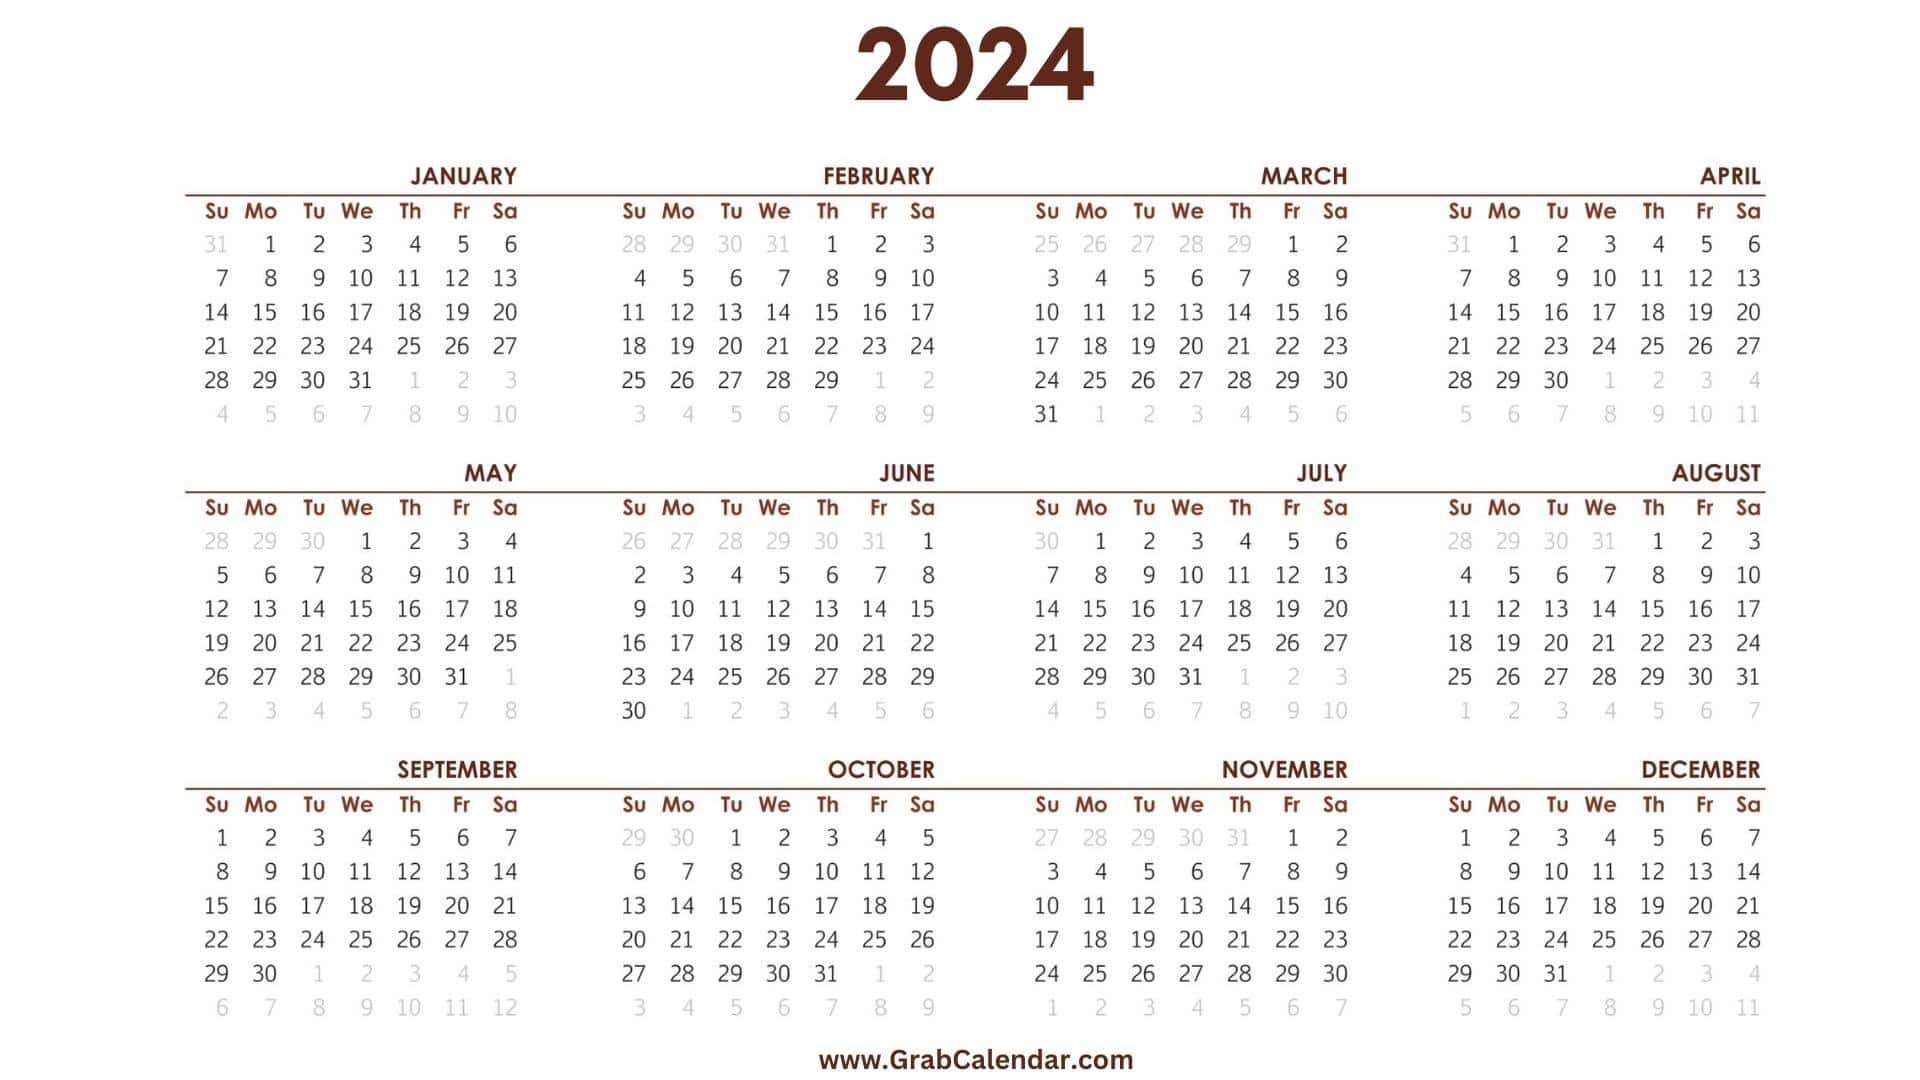 2024
JANUARY FEBRUARY MARCH APRIL
Su Mo Tu We Th Fr Sa Su Mo Tu We Th Fr Sa Su Mo Tu We Th Fr Sa Su Mo Tu We Th Fr Sa
31 1 2 3 4 5 6 28 29 30 31 1 2 3 25 26 27 28 29 1 2 31 1 2 3 4 5 6
7 8 9 10 11 12 13 4 5 6 7 8 9 10 3 4 5 6 7 8 9 7 8 9 10 11 12 13
14 15 16 17 18 19 20 11 12 13 14 15 16 17 10 11 12 13 14 15 16 14 15 16 17 18 19 20
21 22 23 24 25 26 27 18 19 20 21 22 23 24 17 18 19 20 21 22 23 21 22 23 24 25 26 27
28 29 30 31 1 2 3 25 26 27 28 29 1 2 24 25 26 27 28 29 30 28 29 30 1 2 3 4
4 5 6 7 8 9 10 3 4 5 6 7 8 9 31 1 2 3 4 5 6 5 6 7 8 9 10 11
MAY JUNE JULY AUGUST
Su Mo Tu We Th Fr Sa Su Mo Tu We Th Fr Sa Su Mo Tu We Th Fr Sa Su Mo Tu We Th Fr Sa
28 29 30 1 2 3 4 26 27 28 29 30 31 1 30 1 2 3 4 5 6 28 29 30 31 1 2 3
5 6 7 8 9 10 11 2 3 4 5 6 7 8 7 8 9 10 11 12 13 4 5 6 7 8 9 10
12 13 14 15 16 17 18 9 10 11 12 13 14 15 14 15 16 17 18 19 20 11 12 13 14 15 16 17
19 20 21 22 23 24 25 16 17 18 19 20 21 22 21 22 23 24 25 26 27 18 19 20 21 22 23 24
26 27 28 29 30 31 1 23 24 25 26 27 28 29 28 29 30 31 1 2 3 25 26 27 28 29 30 31
2 3 4 5 6 7 8 30 1 2 3 4 5 6 4 5 6 7 8 9 10 1 2 3 4 5 6 7
SEPTEMBER OCTOBER NOVEMBER DECEMBER
Su Mo Tu We Th Fr Sa Su Mo Tu We Th Fr Sa Su Mo Tu We Th Fr Sa Su Mo Tu We Th Fr Sa
1 2 3 4 5 6 7 29 30 1 2 3 4 5 27 28 29 30 31 1 2 1 2 3 4 5 6 7
8 9 10 11 12 13 14 6 7 8 9 10 11 12 3 4 5 6 7 8 9 8 9 10 11 12 13 14
15 16 17 18 19 20 21 13 14 15 16 17 18 19 10 11 12 13 14 15 16 15 16 17 18 19 20 21
22 23 24 25 26 27 28 20 21 22 23 24 25 26 17 18 19 20 21 22 23 22 23 24 25 26 27 28
29 30 1 2 3 4 5 27 28 29 30 31 1 2 24 25 26 27 28 29 30 29 30 31 1 2 3 4
6 7 8 9 10 11 12 3 4 5 6 7 8 9 1 2 3 4 5 6 7 5 6 7 8 9 10 11
www.GrabCalendar.com